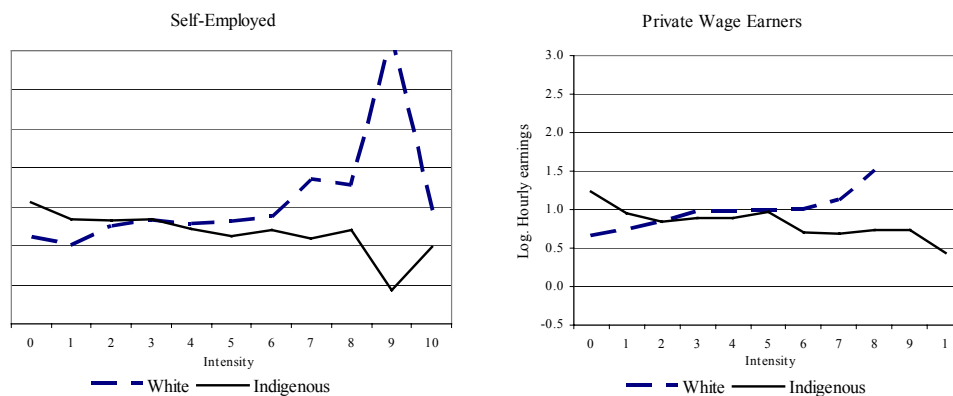 Self-Employed
0 1 2 3 4 5 6 7 8 9 10
Intensity
White Indigenous
Private Wage Earners
Log. Hourly earnings
3.0
2.5
2.0
1.5
1.0
0.5
0.0
-0.5
0 1 2 3 4 5 6 7 8 9 1
Intensity
White Indigenous